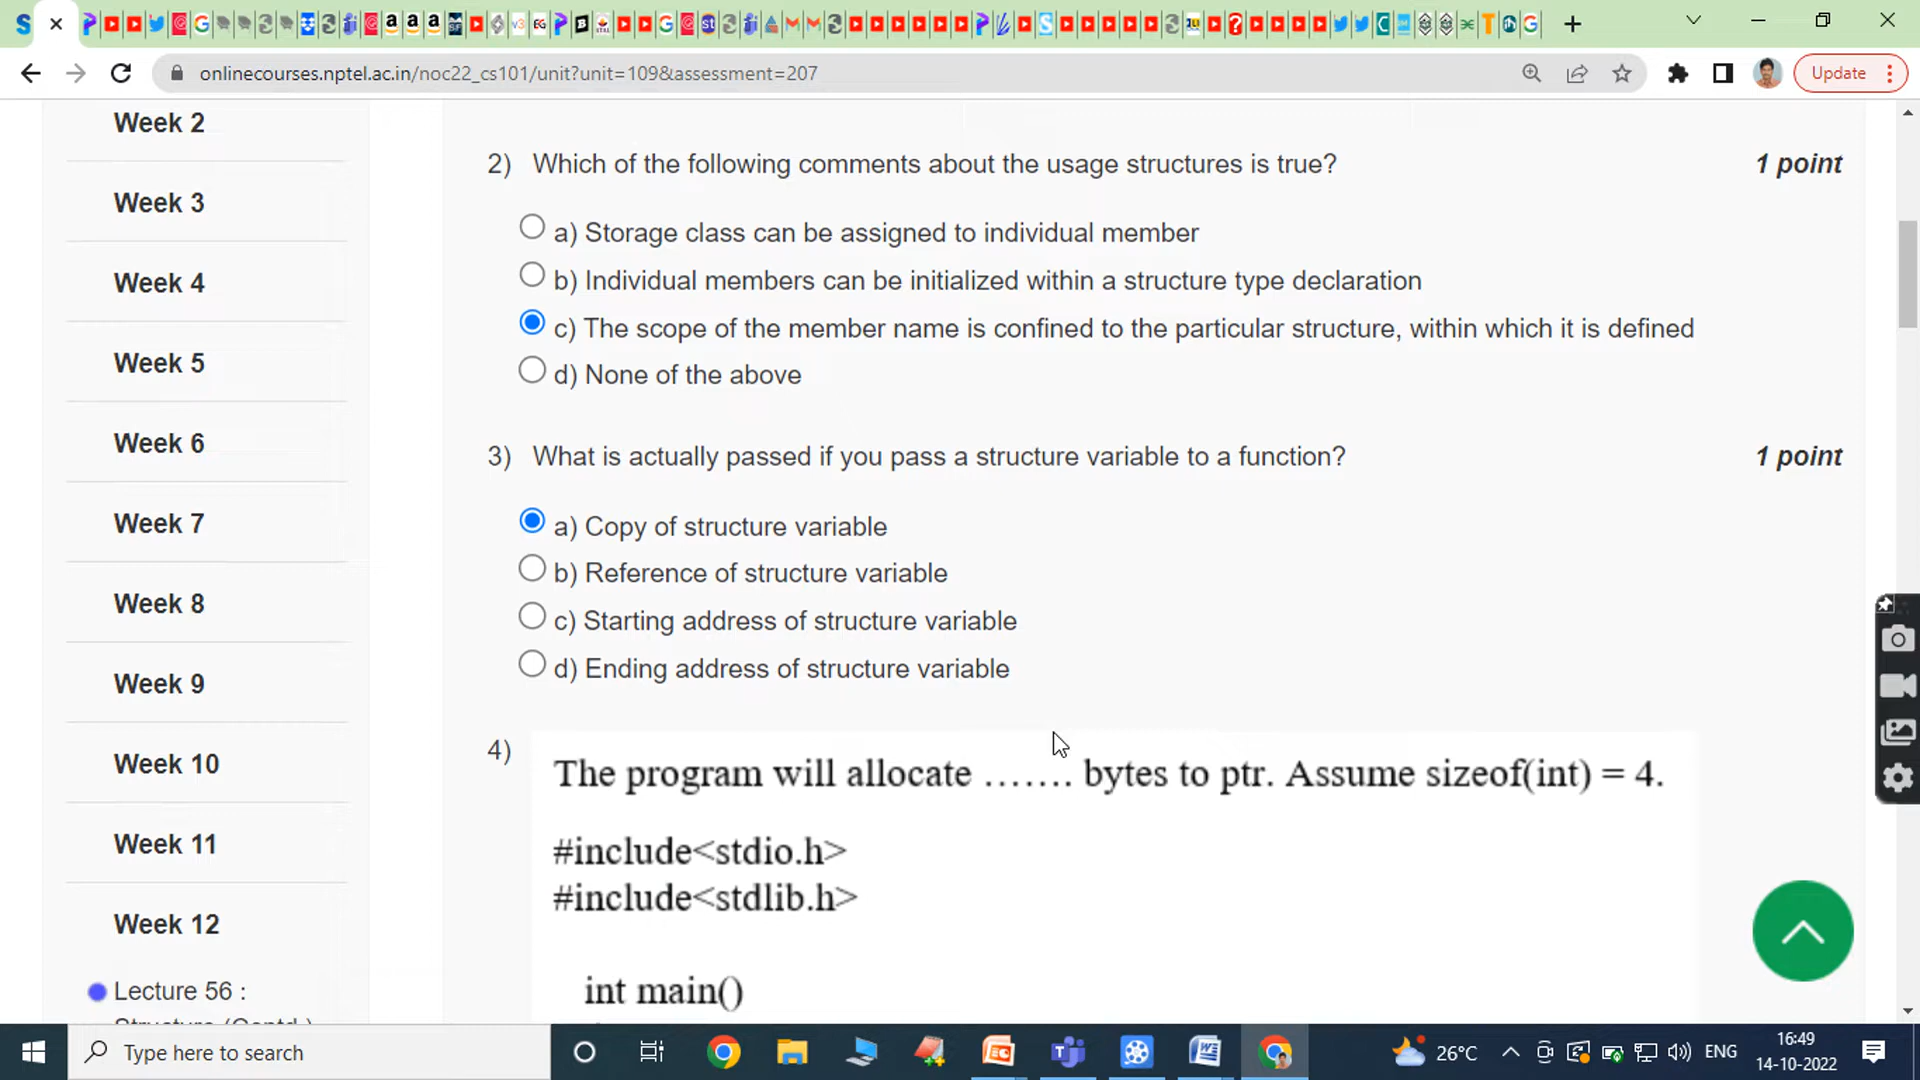 onlinecourses.nptel.ac.in/noc22_cs101/unit?unit=109&assessment=207
Update
Week 2
Week 3
Week 4
Week 5
Week 6
Week 7
Week 8
Week 9
Week 10
Week 11
Week 12
Lecture 56 :
Structure (Contd.)
2) Which of the following comments about the usage structures is true? 1 point
a) Storage class can be assigned to individual member
b) Individual members can be initialized within a structure type declaration
c) The scope of the member name is confined to the particular structure, within which it is defined
d) None of the above
3) What is actually passed if you pass a structure variable to a function? 1 point
a) Copy of structure variable
b) Reference of structure variable
c) Starting address of structure variable
d) Ending address of structure variable
4) The program will allocate ……. bytes to ptr. Assume sizeof(int) = 4.
#include<stdio.h>
#include<stdlib.h>
int main()
Type here to search
26°C
ENG
16:49
14-10-2022